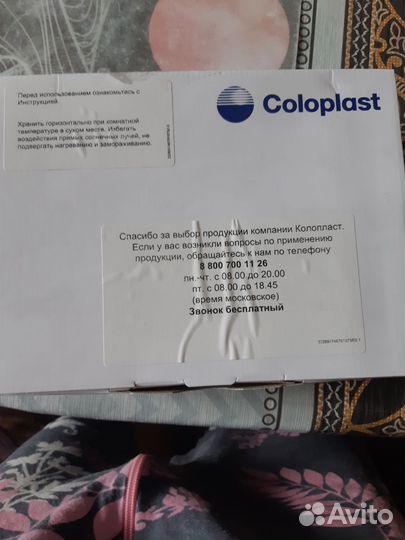 Перед использованием ознакомьтесь с
Инструкцией.
Хранить горизонтально при комнатной
температуре в сухом месте. Избегать
воздействия прямых солнечных лучей, не
подвергать нагреванию и замораживанию.
Coloplast
Спасибо за выбор продукции компании Колопласт.
Если у вас возникли вопросы по применению
продукции, обращайтесь к нам по телефону
8 800 700 11 26
пн.-чт. с 08.00 до 20.00
пт. с 08.00 до 18.45
(время московское)
Звонок бесплатный
Avito